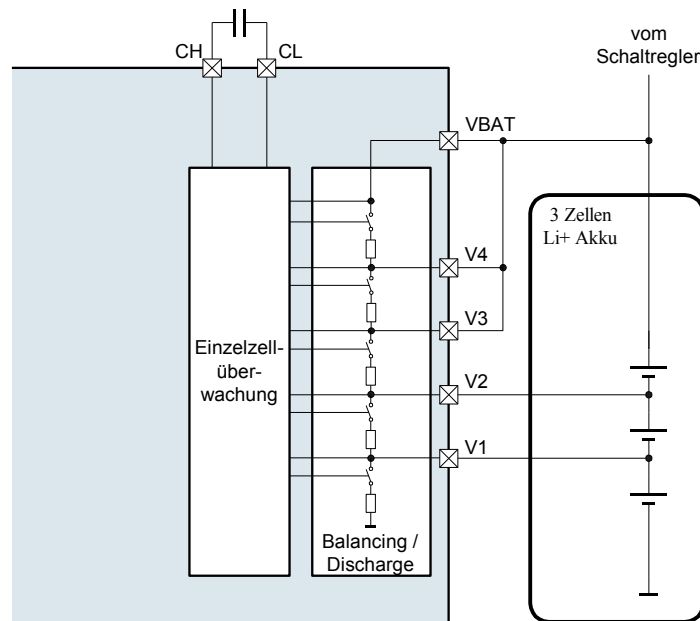 CH
CL
vom
Schaltregler
VBAT
3 Zellen
Li+ Akku
V4
V3
Einzelzell-
über-
wachung
V2
V1
Balancing /
Discharge